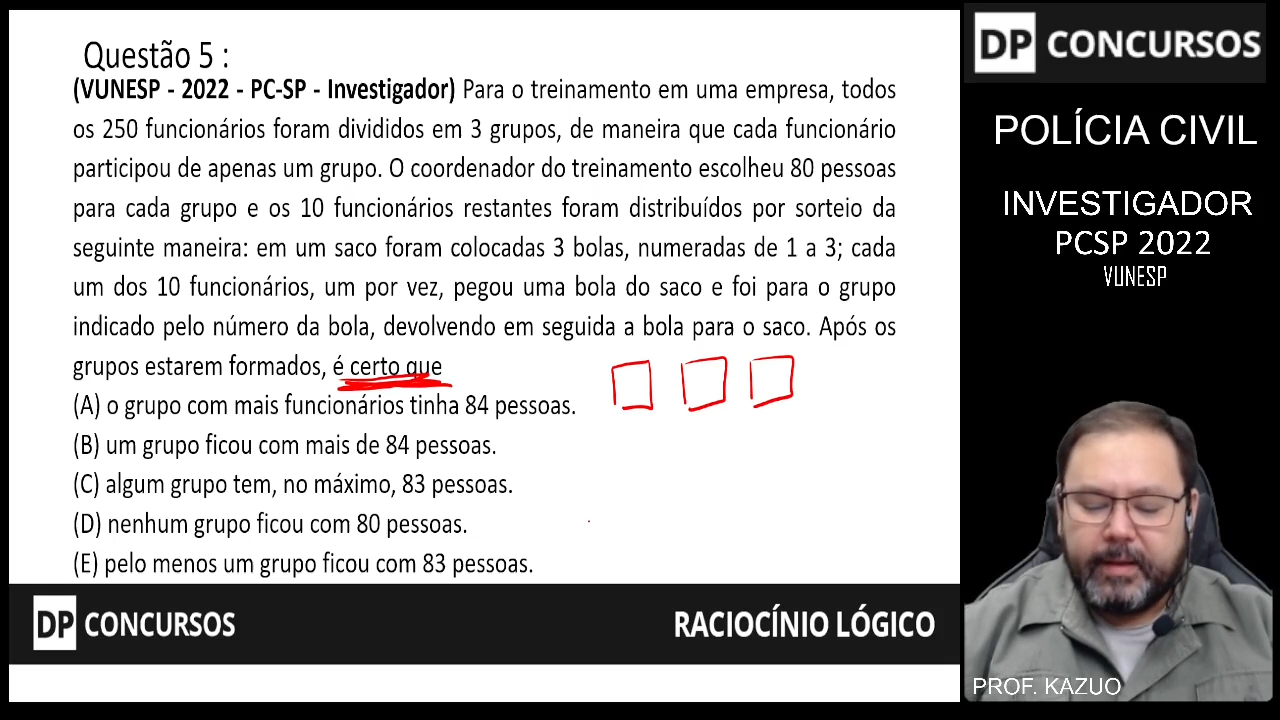 Questão 5 :
(VUNESP - 2022 - PC-SP - Investigador) Para o treinamento em uma empresa, todos
os 250 funcionários foram divididos em 3 grupos, de maneira que cada funcionário
participou de apenas um grupo. O coordenador do treinamento escolheu 80 pessoas
para cada grupo e os 10 funcionários restantes foram distribuídos por sorteio da
seguinte maneira: em um saco foram colocadas 3 bolas, numeradas de 1 a 3; cada
um dos 10 funcionários, um por vez, pegou uma bola do saco e foi para o grupo
indicado pelo número da bola, devolvendo em seguida a bola para o saco. Após os
grupos estarem formados, é certo que
(A) o grupo com mais funcionários tinha 84 pessoas.
(B) um grupo ficou com mais de 84 pessoas.
(C) algum grupo tem, no máximo, 83 pessoas.
(D) nenhum grupo ficou com 80 pessoas.
(E) pelo menos um grupo ficou com 83 pessoas.
DP CONCURSOS
RACIOCÍNIO LÓGICO
DP CONCURSOS
POLÍCIA CIVIL
INVESTIGADOR
PCSP 2022
VUNESP
PROF. KAZUO